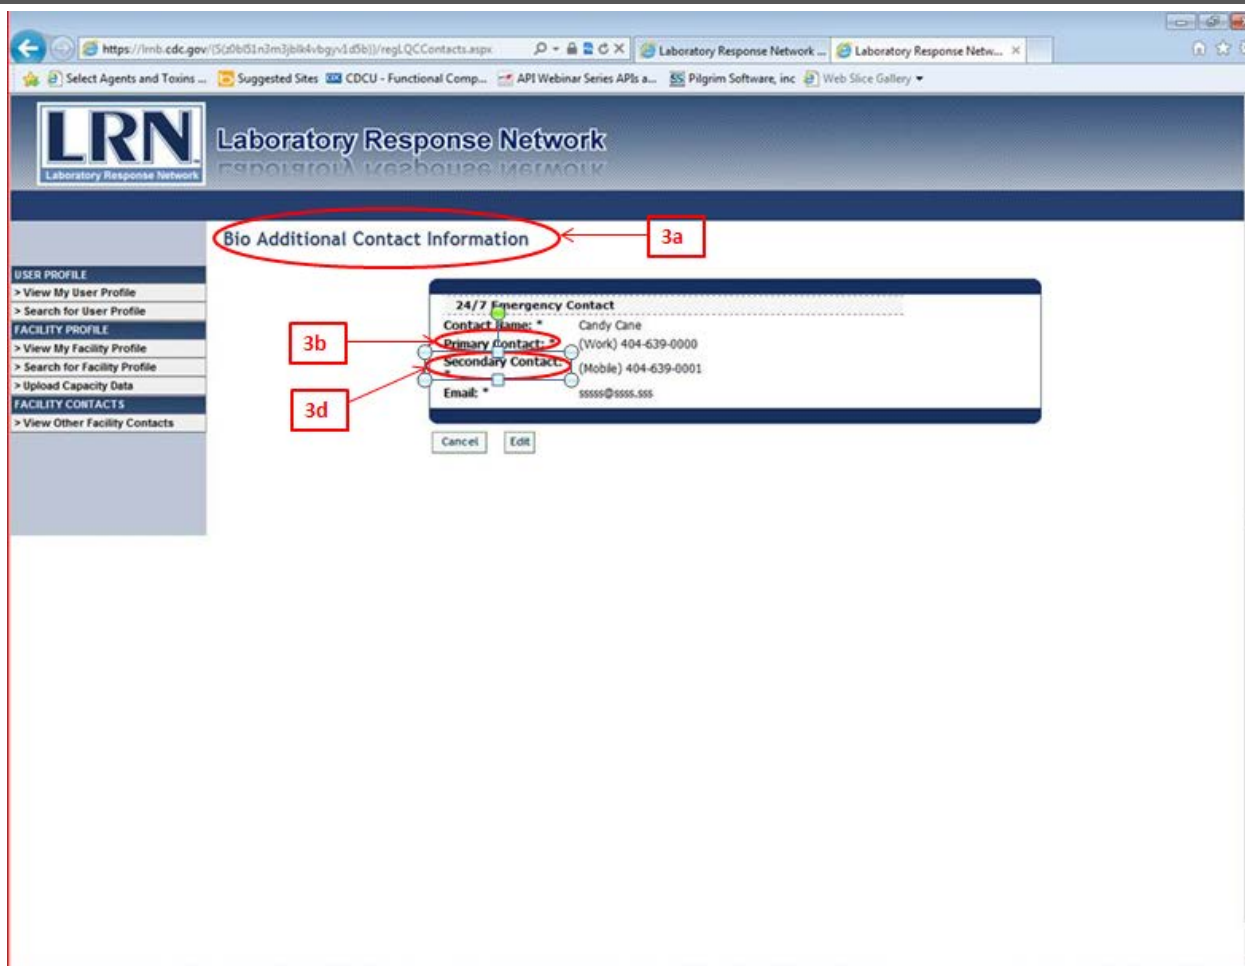 https://lrnb.cdc.gov/(S(z0bl51n3m3jblk4vbgyv1d5b))/regLQCContacts.aspx
Laboratory Response Network ...
Laboratory Response Netw...
Select Agents and Toxins ...
Suggested Sites
CDCU - Functional Comp...
API Webinar Series APIs a...
Pilgrim Software, inc
Web Slice Gallery
LRN
Laboratory Response Network
Laboratory Response Network
Bio Additional Contact Information
3a
USER PROFILE
> View My User Profile
> Search for User Profile
FACILITY PROFILE
> View My Facility Profile
> Search for Facility Profile
> Upload Capacity Data
FACILITY CONTACTS
> View Other Facility Contacts
24/7 Emergency Contact
Contact Name: * Candy Cane
3b
Primary Contact: * (Work) 404-639-0000
Secondary Contact: * (Mobile) 404-639-0001
3d
Email: * sssss@ssss.sss
Cancel Edit